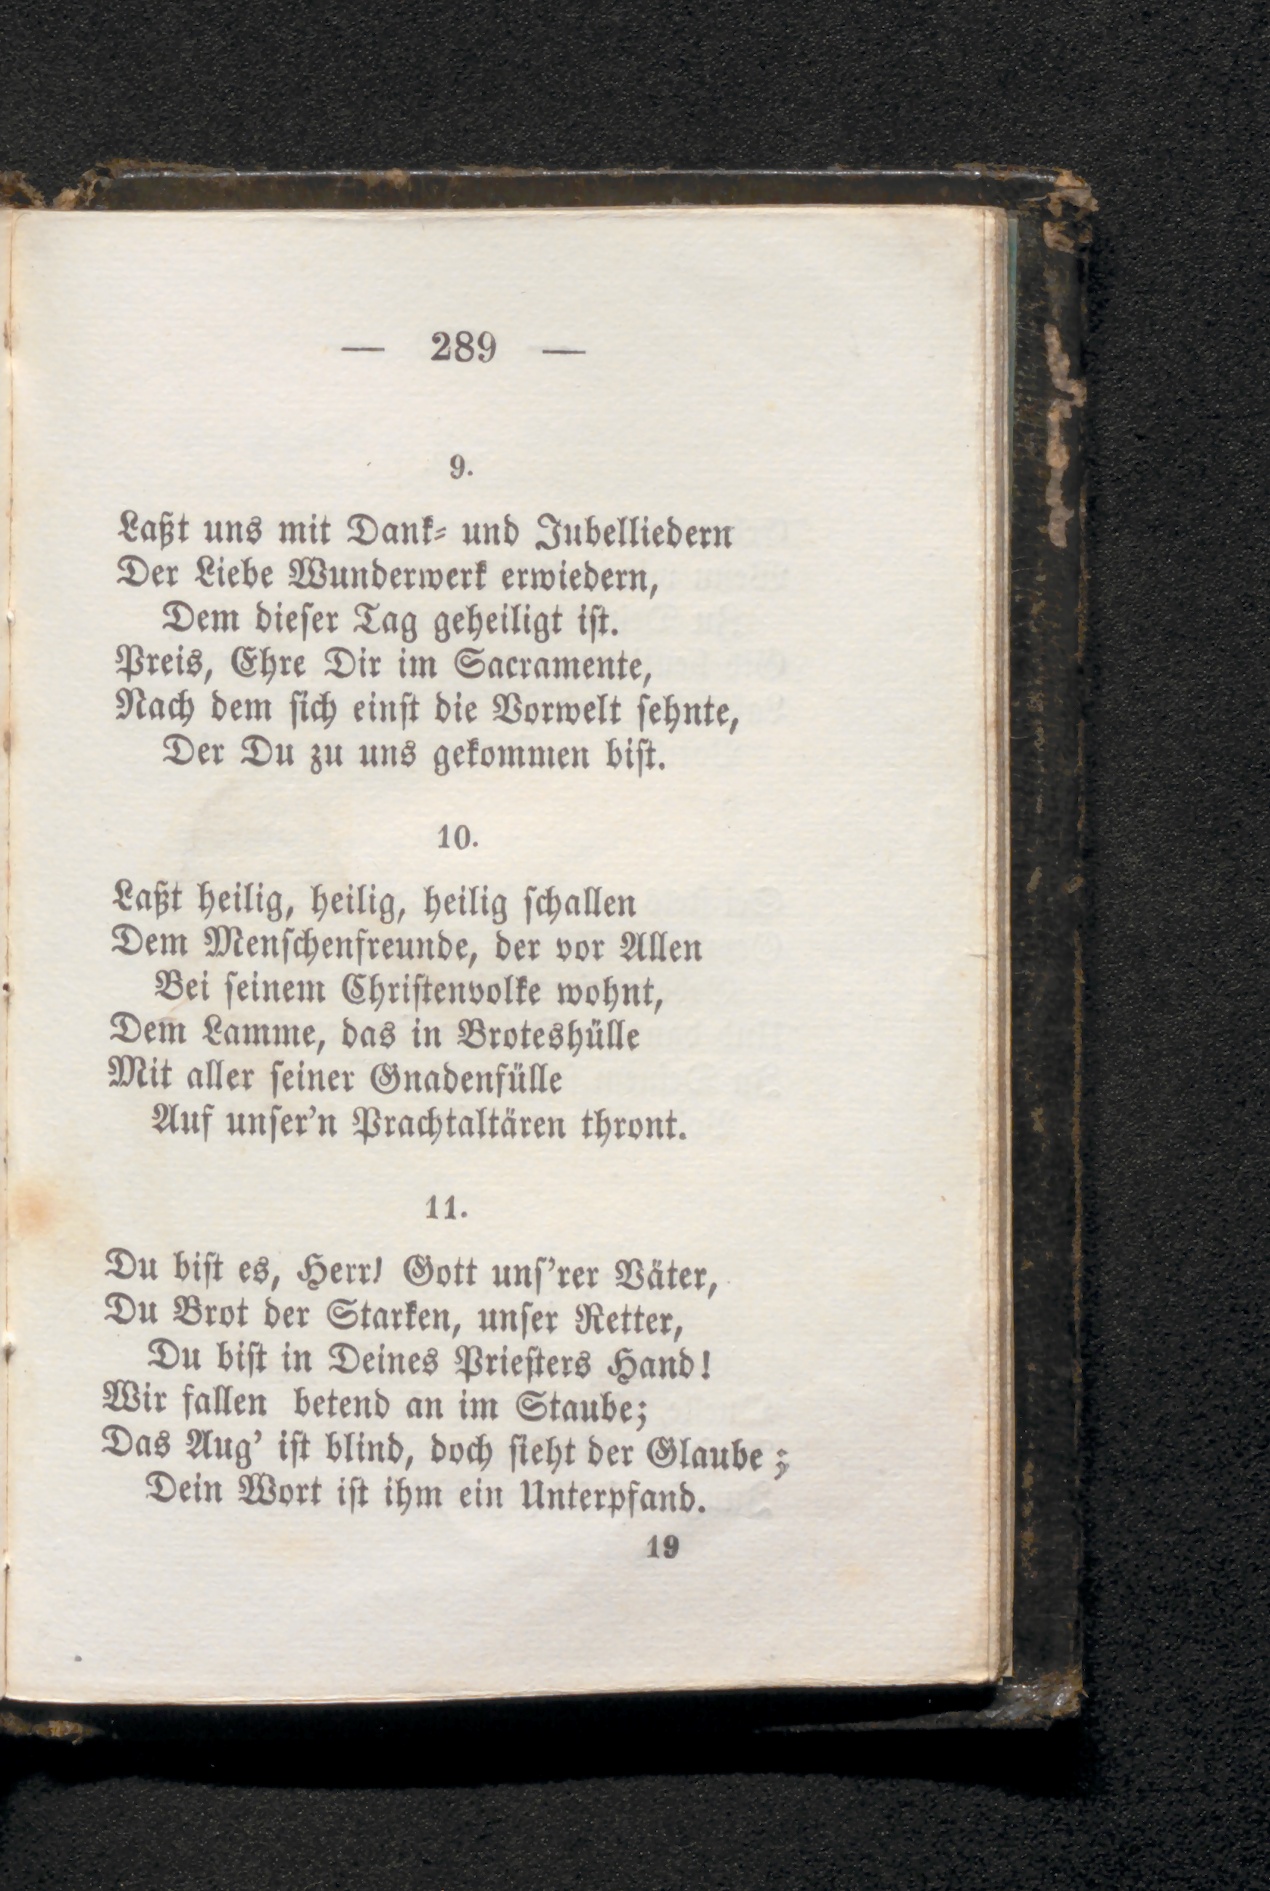 — 289 —
9.
Laßt uns mit Dank- und Jubelliedern
Der Liebe Wunderwerk erwiedern,
Dem dieser Tag geheiligt ist.
Preis, Ehre Dir im Sacramente,
Nach dem sich einst die Vorwelt sehnte,
Der Du zu uns gekommen bist.
10.
Laßt heilig, heilig, heilig schallen
Dem Menschenfreunde, der vor Allen
Bei seinem Christenvolke wohnt,
Dem Lamme, das in Broteshülle
Mit aller seiner Gnadenfülle
Auf unser'n Prachtaltären thront.
11.
Du bist es, Herr! Gott uns'rer Väter,
Du Brot der Starken, unser Retter,
Du bist in Deines Priesters Hand!
Wir fallen betend an im Staube;
Das Aug' ist blind, doch sieht der Glaube;
Dein Wort ist ihm ein Unterpfand.
19